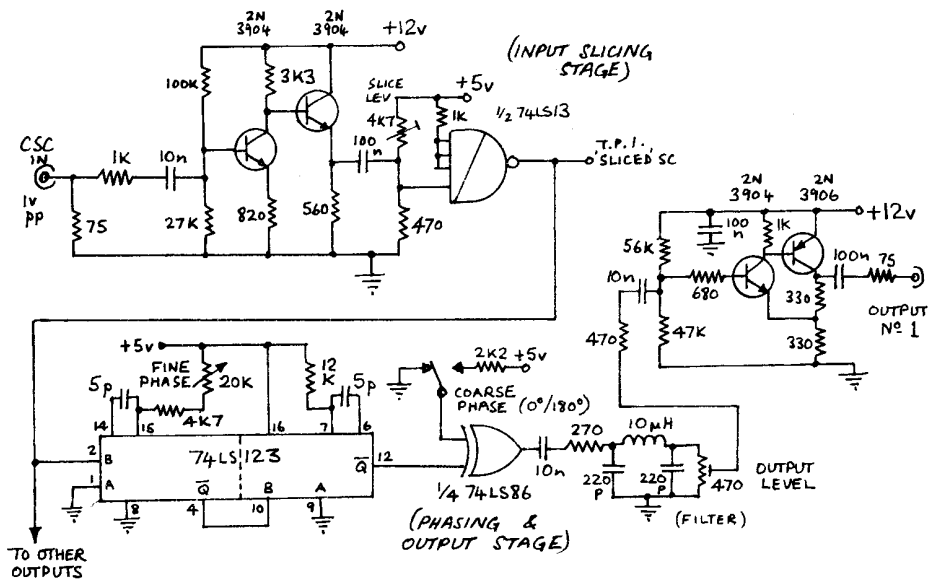 2N
3904
2N
3904
+12v
(INPUT SLICING
STAGE)
100K
3K3
SLICE
LEV
4K7
+5v
1K
½ 74LS13
CSC
IN
1v
PP
1K
10n
100
n
T.P.1.
'SLICED' SC
75
27K
820
560
470
2N
3904
2N
3906
+12v
100
n
1K
56K
10n
680
100n
75
330
OUTPUT
Nº 1
470
47K
330
+5v
FINE
PHASE
20K
12
K
5p
5p
4K7
2K2
+5v
COARSE
PHASE (0°/180°)
14
15
16
7
6
2
B
74LS 123
Q
12
1
A
Q
B
A
8
4
10
9
¼ 74LS86
10n
270
10μH
220
P
220
P
470
OUTPUT
LEVEL
(FILTER)
(PHASING &
OUTPUT STAGE)
TO OTHER
OUTPUTS